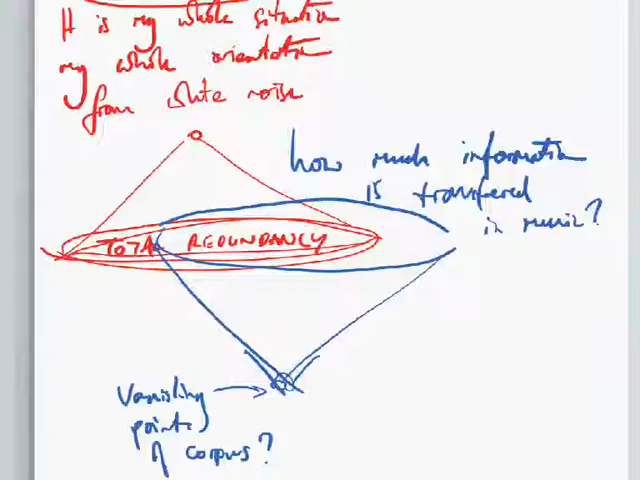 It is my whole situation
my whole orientation
from white noise
how much information
is transferred
in music?
TOTAL REDUNDANCY
Vanishing
points
of corpus?